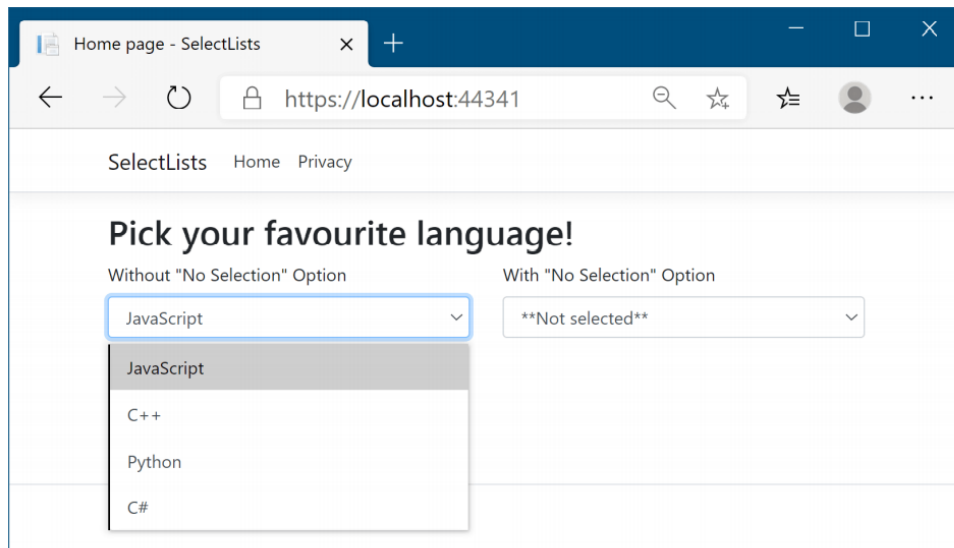 Home page - SelectLists
https://localhost:44341
SelectLists Home Privacy
Pick your favourite language!
Without "No Selection" Option
With "No Selection" Option
JavaScript
**Not selected**
JavaScript
C++
Python
C#